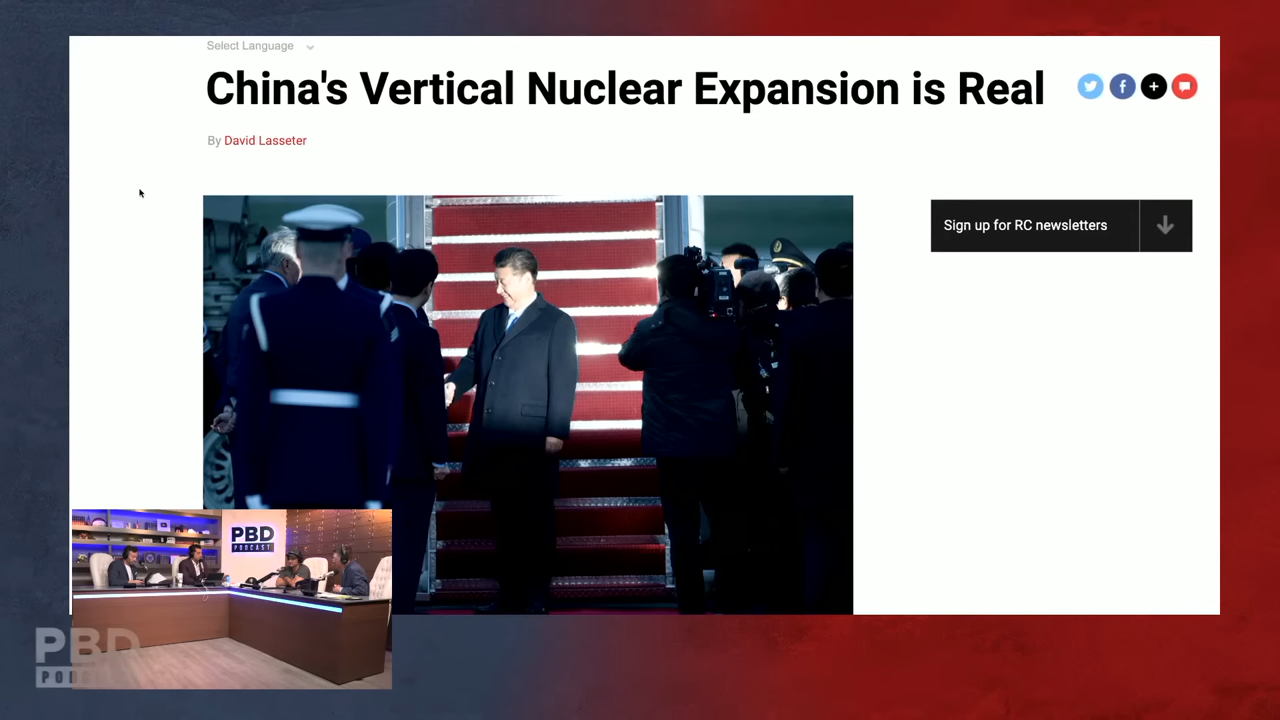 Select Language
China's Vertical Nuclear Expansion is Real
By David Lasseter
Sign up for RC newsletters
PBD
PODCAST
PBD